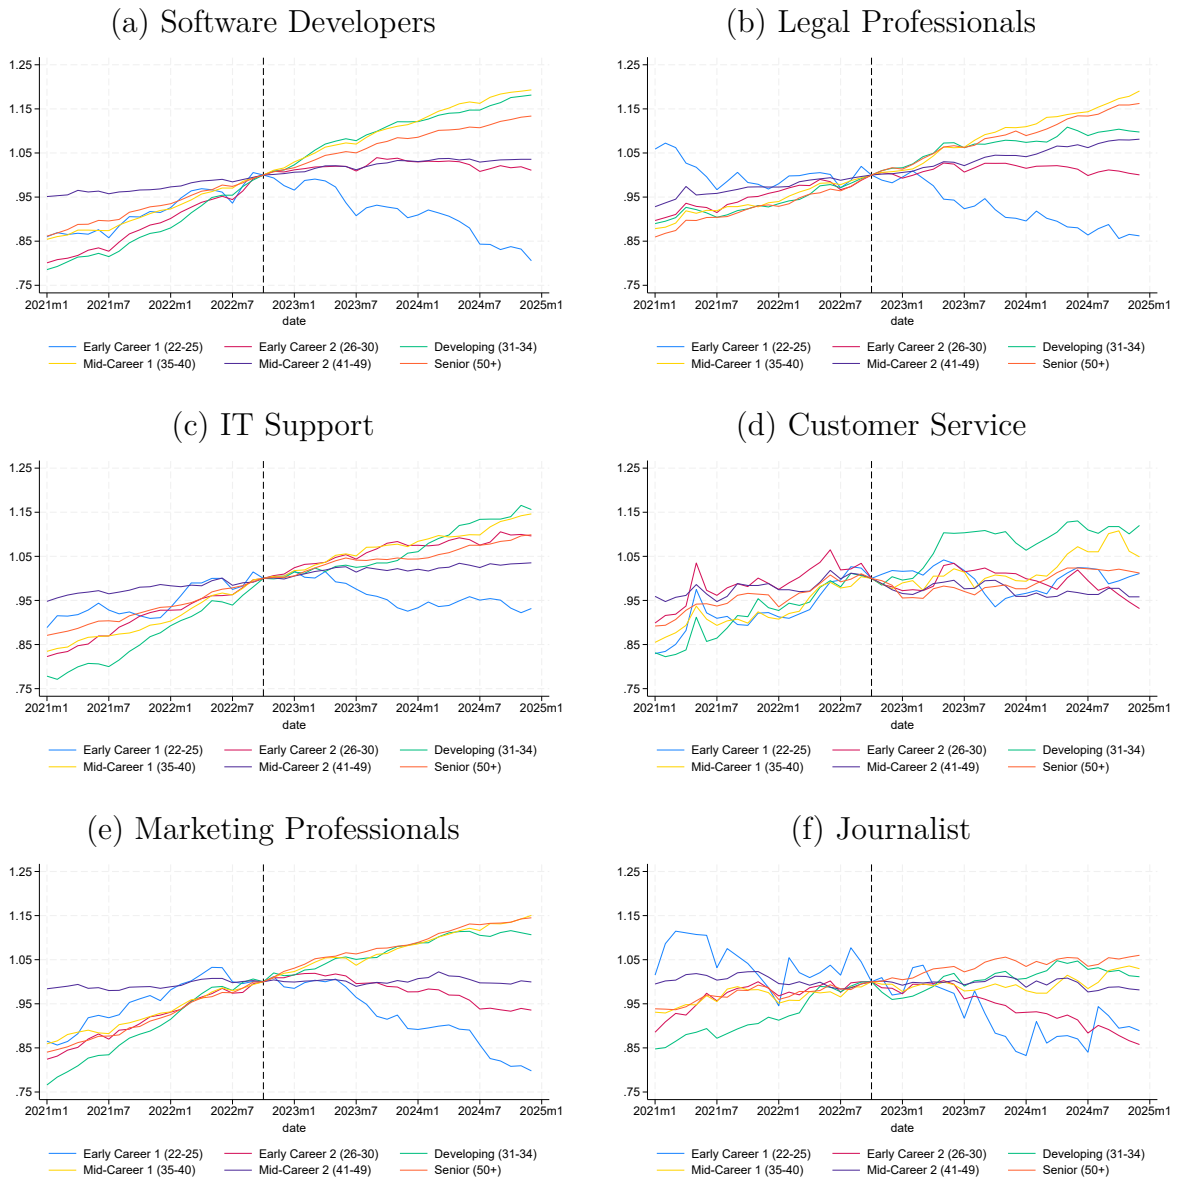 (a) Software Developers
1.25
1.15
1.05
.95
.85
.75
2021m1 2021m7 2022m1 2022m7 2023m1 2023m7 2024m1 2024m7 2025m1
date
Early Career 1 (22-25) Early Career 2 (26-30) Developing (31-34)
Mid-Career 1 (35-40) Mid-Career 2 (41-49) Senior (50+)
(b) Legal Professionals
1.25
1.15
1.05
.95
.85
.75
2021m1 2021m7 2022m1 2022m7 2023m1 2023m7 2024m1 2024m7 2025m1
date
Early Career 1 (22-25) Early Career 2 (26-30) Developing (31-34)
Mid-Career 1 (35-40) Mid-Career 2 (41-49) Senior (50+)
(c) IT Support
1.25
1.15
1.05
.95
.85
.75
2021m1 2021m7 2022m1 2022m7 2023m1 2023m7 2024m1 2024m7 2025m1
date
Early Career 1 (22-25) Early Career 2 (26-30) Developing (31-34)
Mid-Career 1 (35-40) Mid-Career 2 (41-49) Senior (50+)
(d) Customer Service
1.25
1.15
1.05
.95
.85
.75
2021m1 2021m7 2022m1 2022m7 2023m1 2023m7 2024m1 2024m7 2025m1
date
Early Career 1 (22-25) Early Career 2 (26-30) Developing (31-34)
Mid-Career 1 (35-40) Mid-Career 2 (41-49) Senior (50+)
(e) Marketing Professionals
1.25
1.15
1.05
.95
.85
.75
2021m1 2021m7 2022m1 2022m7 2023m1 2023m7 2024m1 2024m7 2025m1
date
Early Career 1 (22-25) Early Career 2 (26-30) Developing (31-34)
Mid-Career 1 (35-40) Mid-Career 2 (41-49) Senior (50+)
(f) Journalist
1.25
1.15
1.05
.95
.85
.75
2021m1 2021m7 2022m1 2022m7 2023m1 2023m7 2024m1 2024m7 2025m1
date
Early Career 1 (22-25) Early Career 2 (26-30) Developing (31-34)
Mid-Career 1 (35-40) Mid-Career 2 (41-49) Senior (50+)